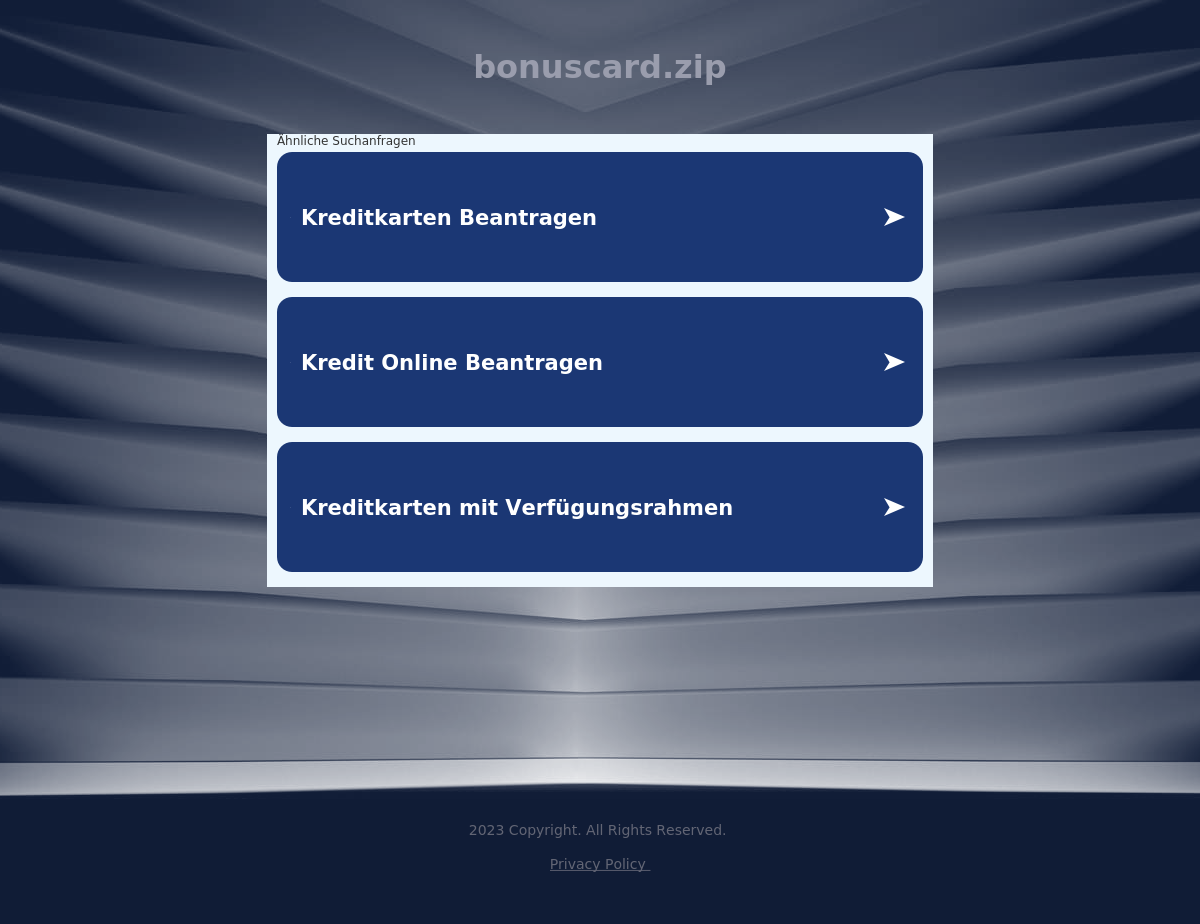 bonuscard.zip
Ähnliche Suchanfragen
Kreditkarten Beantragen
Kredit Online Beantragen
Kreditkarten mit Verfügungsrahmen
2023 Copyright. All Rights Reserved.
Privacy Policy